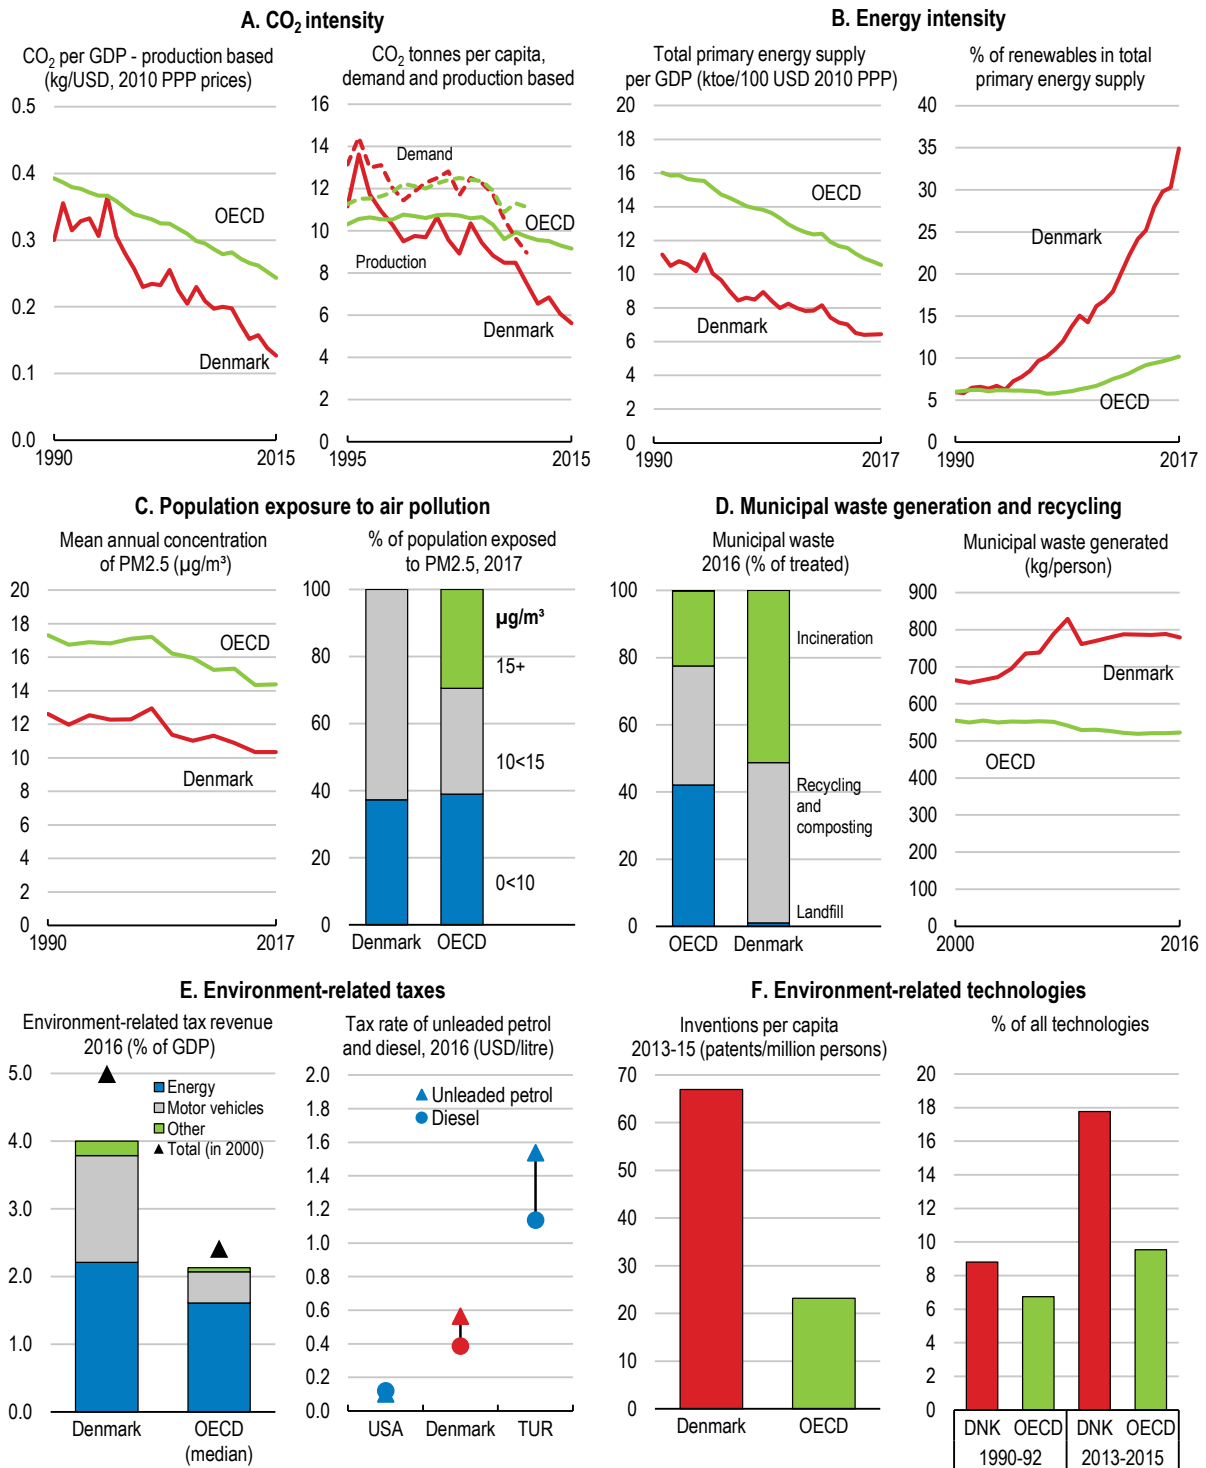 A. CO2 intensity
CO2 per GDP - production based
(kg/USD, 2010 PPP prices)
0.5
0.4
0.3
0.2
0.1
0.0
1990
2015
OECD
Denmark
CO2 tonnes per capita,
demand and production based
16
14
12
10
8
6
4
2
0
1995
2015
Demand
OECD
Production
Denmark
B. Energy intensity
Total primary energy supply
per GDP (ktoe/100 USD 2010 PPP)
20
18
16
14
12
10
8
6
4
2
0
1990
2017
OECD
Denmark
% of renewables in total
primary energy supply
40
35
30
25
20
15
10
5
0
1990
2017
Denmark
OECD
C. Population exposure to air pollution
Mean annual concentration
of PM2.5 (µg/m³)
20
18
16
14
12
10
8
6
4
2
0
1990
2017
OECD
Denmark
% of population exposed
to PM2.5, 2017
100
80
60
40
20
0
Denmark OECD
µg/m³
15+
10<15
0<10
D. Municipal waste generation and recycling
Municipal waste
2016 (% of treated)
100
80
60
40
20
0
OECD Denmark
Incineration
Recycling
and
composting
Landfill
Municipal waste generated
(kg/person)
900
800
700
600
500
400
300
200
100
0
2000
2016
Denmark
OECD
E. Environment-related taxes
Environment-related tax revenue
2016 (% of GDP)
5.0
4.0
3.0
2.0
1.0
0.0
Energy
Motor vehicles
Other
Total (in 2000)
Denmark
OECD
(median)
Tax rate of unleaded petrol
and diesel, 2016 (USD/litre)
2.0
1.8
1.6
1.4
1.2
1.0
0.8
0.6
0.4
0.2
0.0
Unleaded petrol
Diesel
USA Denmark TUR
F. Environment-related technologies
Inventions per capita
2013-15 (patents/million persons)
70
60
50
40
30
20
10
0
Denmark OECD
% of all technologies
20
18
16
14
12
10
8
6
4
2
0
DNK OECD DNK OECD
1990-92 2013-2015